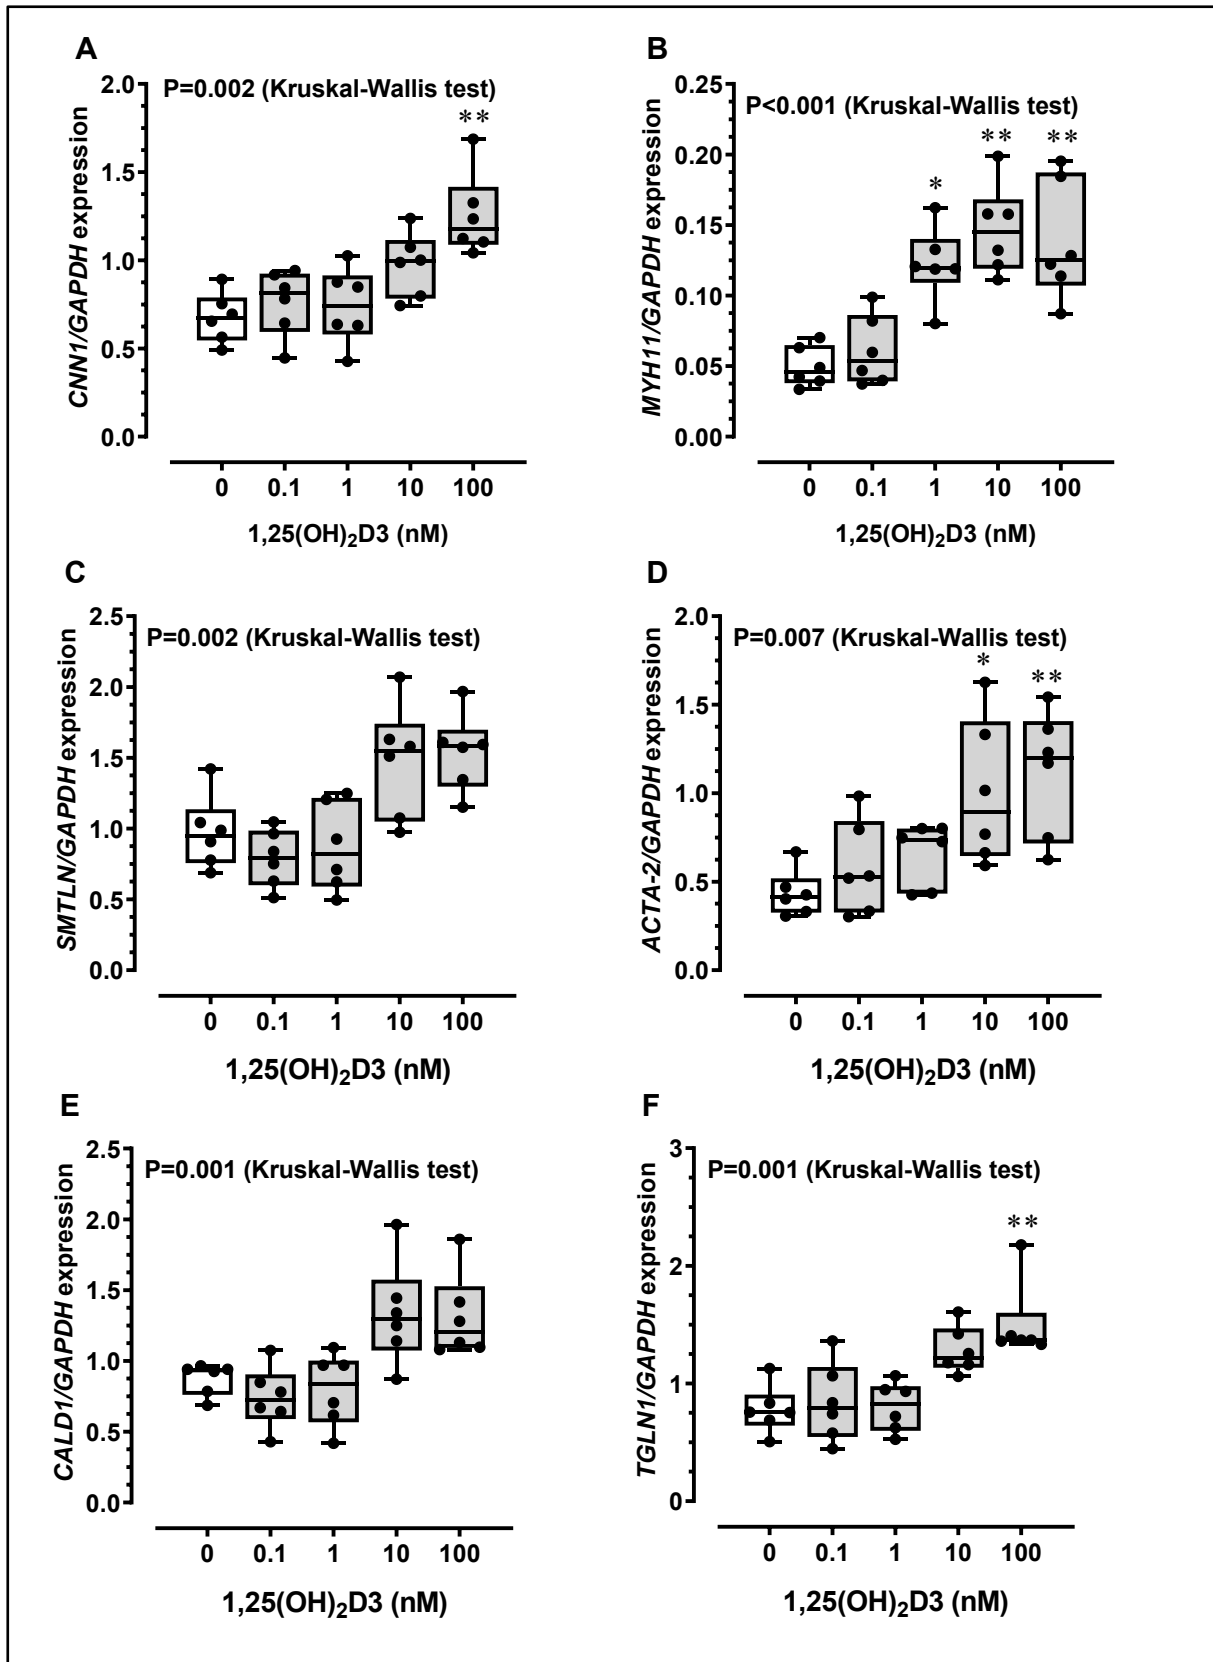 A
P=0.002 (Kruskal-Wallis test)
**
CNN1/GAPDH expression
2.0
1.5
1.0
0.5
0.0
0 0.1 1 10 100
1,25(OH)₂D3 (nM)
B
P<0.001 (Kruskal-Wallis test)
* ** **
MYH11/GAPDH expression
0.25
0.20
0.15
0.10
0.05
0.00
0 0.1 1 10 100
1,25(OH)₂D3 (nM)
C
P=0.002 (Kruskal-Wallis test)
SMTLN/GAPDH expression
2.5
2.0
1.5
1.0
0.5
0.0
0 0.1 1 10 100
1,25(OH)₂D3 (nM)
D
P=0.007 (Kruskal-Wallis test)
* **
ACTA-2/GAPDH expression
2.0
1.5
1.0
0.5
0.0
0 0.1 1 10 100
1,25(OH)₂D3 (nM)
E
P=0.001 (Kruskal-Wallis test)
CALD1/GAPDH expression
2.5
2.0
1.5
1.0
0.5
0.0
0 0.1 1 10 100
1,25(OH)₂D3 (nM)
F
P=0.001 (Kruskal-Wallis test)
**
TGLN1/GAPDH expression
3
2
1
0
0 0.1 1 10 100
1,25(OH)₂D3 (nM)